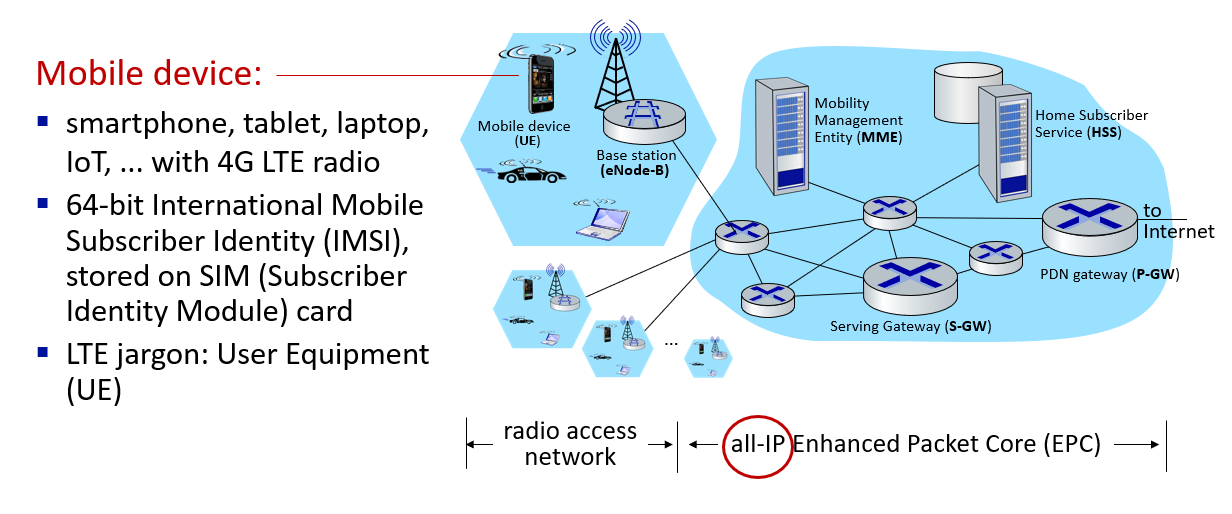 Mobile device:
▪ smartphone, tablet, laptop,
IoT, ... with 4G LTE radio
▪ 64-bit International Mobile
Subscriber Identity (IMSI),
stored on SIM (Subscriber
Identity Module) card
▪ LTE jargon: User Equipment
(UE)
Mobile device
(UE)
Base station
(eNode-B)
Mobility
Management
Entity (MME)
Home Subscriber
Service (HSS)
to
Internet
PDN gateway (P-GW)
Serving Gateway (S-GW)
...
radio access
network
all-IP Enhanced Packet Core (EPC)